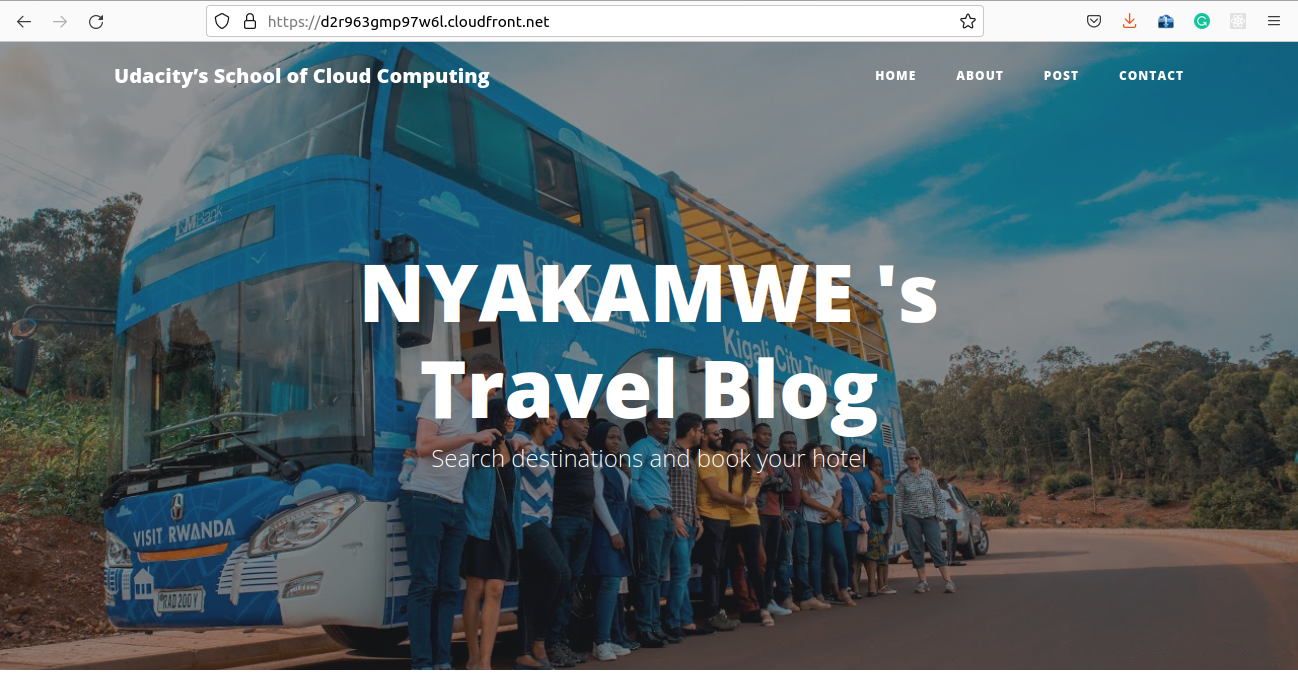 https://d2r963gmp97w6l.cloudfront.net
Udacity’s School of Cloud Computing
HOME ABOUT POST CONTACT
I&M Bank
NYAKAMWE 's
Kigali City Tour
Travel Blog
Search destinations and book your hotel
VISIT RWANDA
RAD 200 Y